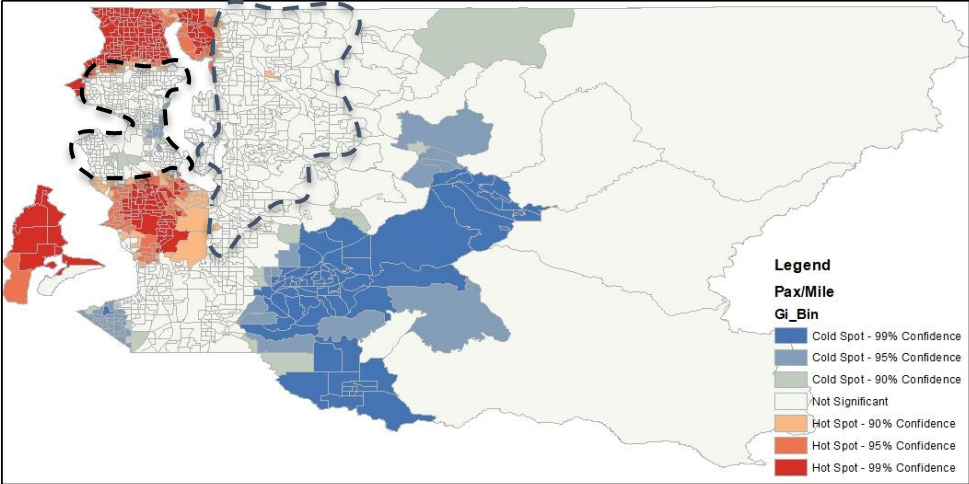 Legend
Pax/Mile
Gi_Bin
Cold Spot - 99% Confidence
Cold Spot - 95% Confidence
Cold Spot - 90% Confidence
Not Significant
Hot Spot - 90% Confidence
Hot Spot - 95% Confidence
Hot Spot - 99% Confidence